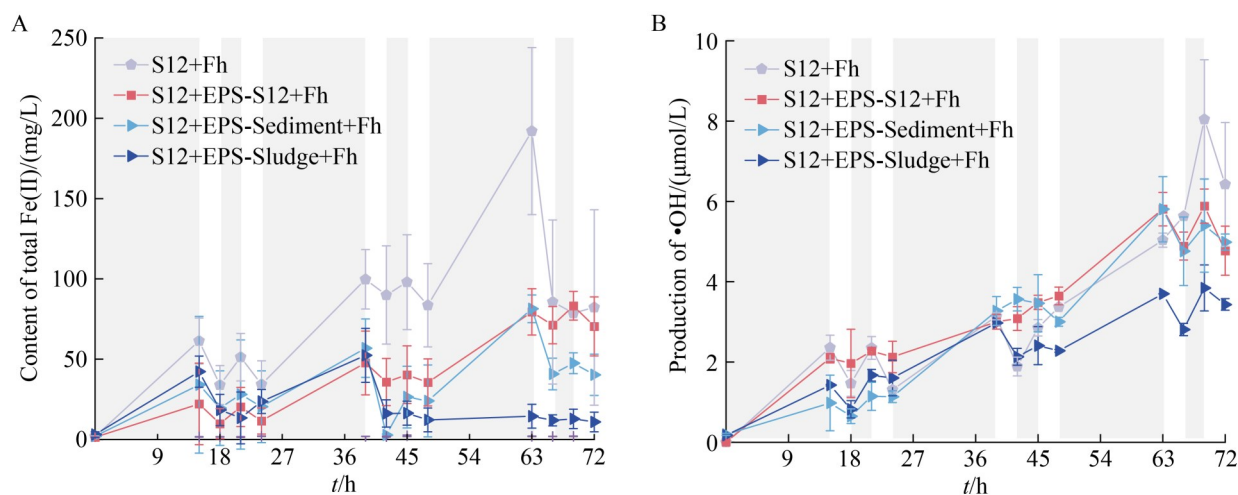 A
Content of total Fe(II)/(mg/L)
250
200
150
100
50
0
S12+Fh
S12+EPS-S12+Fh
S12+EPS-Sediment+Fh
S12+EPS-Sludge+Fh
9 18 27 36 45 54 63 72
t/h
B
Production of •OH/(μmol/L)
10
8
6
4
2
0
S12+Fh
S12+EPS-S12+Fh
S12+EPS-Sediment+Fh
S12+EPS-Sludge+Fh
9 18 27 36 45 54 63 72
t/h